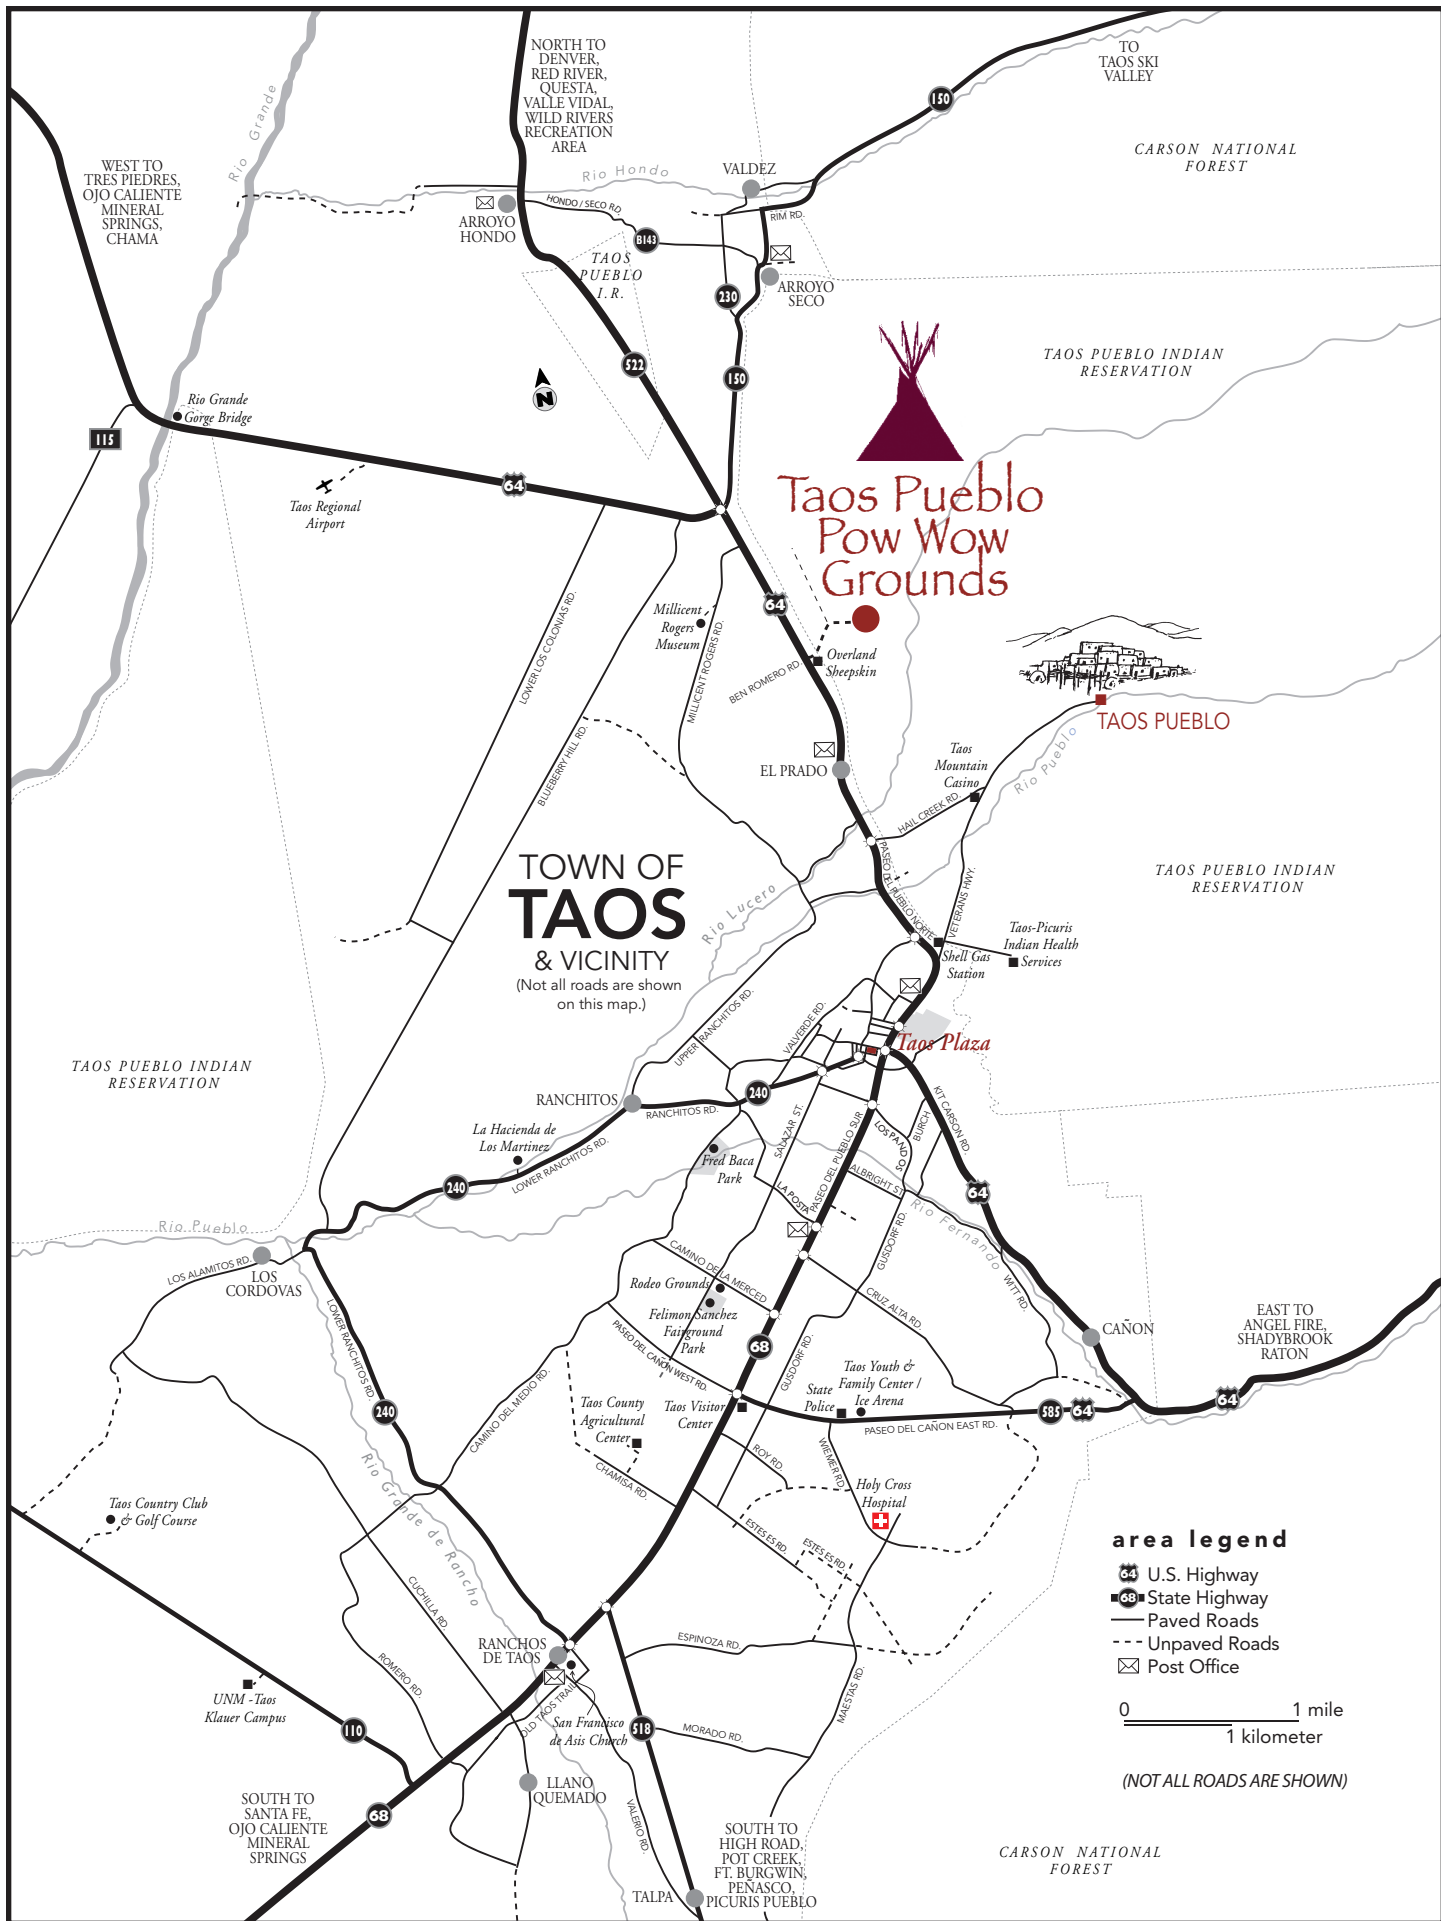 NORTH TO
DENVER,
RED RIVER,
QUESTA,
VALLE VIDAL,
WILD RIVERS
RECREATION
AREA
TO
TAOS SKI
VALLEY
150
CARSON NATIONAL
FOREST
WEST TO
TRES PIEDRES,
OJO CALIENTE
MINERAL
SPRINGS,
CHAMA
Rio Grande
Rio Hondo
VALDEZ
HONDO / SECO RD.
RIM RD.
ARROYO
HONDO
B143
TAOS
PUEBLO
I.R.
230
ARROYO
SECO
522
150
N
TAOS PUEBLO INDIAN
RESERVATION
Rio Grande
Gorge Bridge
115
64
Taos Regional
Airport
Taos Pueblo
Pow Wow
Grounds
64
Millicent
Rogers
Museum
MILLICENT ROGERS RD.
LOWER LOS COLONIAS RD.
BLUEBERRY HILL RD.
BEN ROMERO RD.
Overland
Sheepskin
TAOS PUEBLO
Rio Pueblo
EL PRADO
Taos
Mountain
Casino
HAIL CREEK RD.
PASEO DEL PUEBLO NORTE
VETERANS HWY.
TOWN OF
TAOS
& VICINITY
(Not all roads are shown
on this map.)
Rio Lucero
TAOS PUEBLO INDIAN
RESERVATION
Taos-Picuris
Indian Health
Services
Shell Gas
Station
UPPER RANCHITOS RD.
VALVERDE RD.
Taos Plaza
TAOS PUEBLO INDIAN
RESERVATION
RANCHITOS
RANCHITOS RD.
240
La Hacienda de
Los Martinez
LOWER RANCHITOS RD.
240
Fred Baca
Park
SALAZAR ST.
PASEO DEL PUEBLO SUR
LOS PANDOS
BURCH
KIT CARSON RD.
ALBRIGHT ST.
LA POSTA
64
Rio Fernando
GUSDORF RD.
WITT RD.
Rio Pueblo
LOS ALAMITOS RD.
LOS
CORDOVAS
LOWER RANCHITOS RD.
CAMINO DE LA MERCED
Rodeo Grounds
Felimon Sanchez
Fairground
Park
CRUZ ALTA RD.
PASEO DEL CAÑON WEST RD.
68
GUSDORF RD.
CAÑON
EAST TO
ANGEL FIRE,
SHADYBROOK
RATON
64
240
CAMINO DEL MEDIO RD.
Taos County
Agricultural
Center
Taos Visitor
Center
State
Police
Taos Youth &
Family Center /
Ice Arena
585
64
PASEO DEL CAÑON EAST RD.
CHAMISA RD.
ROY RD.
WIEMER RD.
Holy Cross
Hospital
Rio Grande de Rancho
Taos Country Club
& Golf Course
ESTES ES RD.
ESTES ES RD.
CUCHILLA RD.
ROMERO RD.
RANCHOS
DE TAOS
ESPINOZA RD.
UNM -Taos
Klauer Campus
110
OLD TAOS TRAIL
San Francisco
de Asis Church
518
MORADO RD.
MAESTAS RD.
LLANO
QUEMADO
68
SOUTH TO
SANTA FE,
OJO CALIENTE
MINERAL
SPRINGS
VALERIO RD.
TALPA
SOUTH TO
HIGH ROAD,
POT CREEK,
FT. BURGWIN,
PEÑASCO,
PICURIS PUEBLO
area legend
64 U.S. Highway
68 State Highway
Paved Roads
Unpaved Roads
Post Office
0 1 mile
1 kilometer
(NOT ALL ROADS ARE SHOWN)
CARSON NATIONAL
FOREST